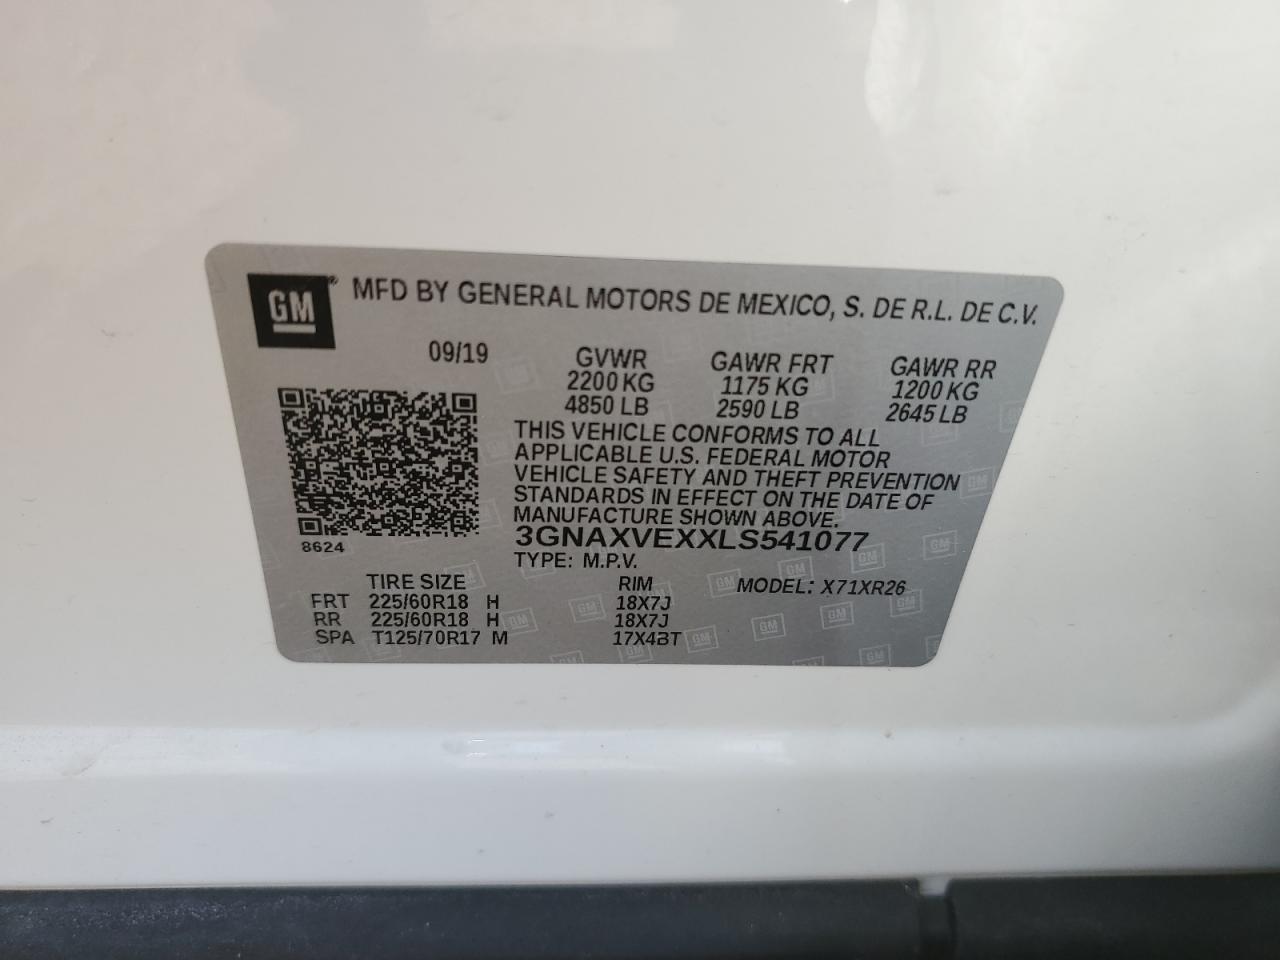 GM® MFD BY GENERAL MOTORS DE MEXICO, S. DE R.L. DE C.V.
09/19 GVWR GAWR FRT GAWR RR
2200 KG 1175 KG 1200 KG
4850 LB 2590 LB 2645 LB
THIS VEHICLE CONFORMS TO ALL
APPLICABLE U.S. FEDERAL MOTOR
VEHICLE SAFETY AND THEFT PREVENTION
STANDARDS IN EFFECT ON THE DATE OF
MANUFACTURE SHOWN ABOVE.
8624 3GNAXVEXXLS541077
TYPE: M.P.V.
TIRE SIZE RIM MODEL: X71XR26
FRT 225/60R18 H 18X7J
RR 225/60R18 H 18X7J
SPA T125/70R17 M 17X4BT